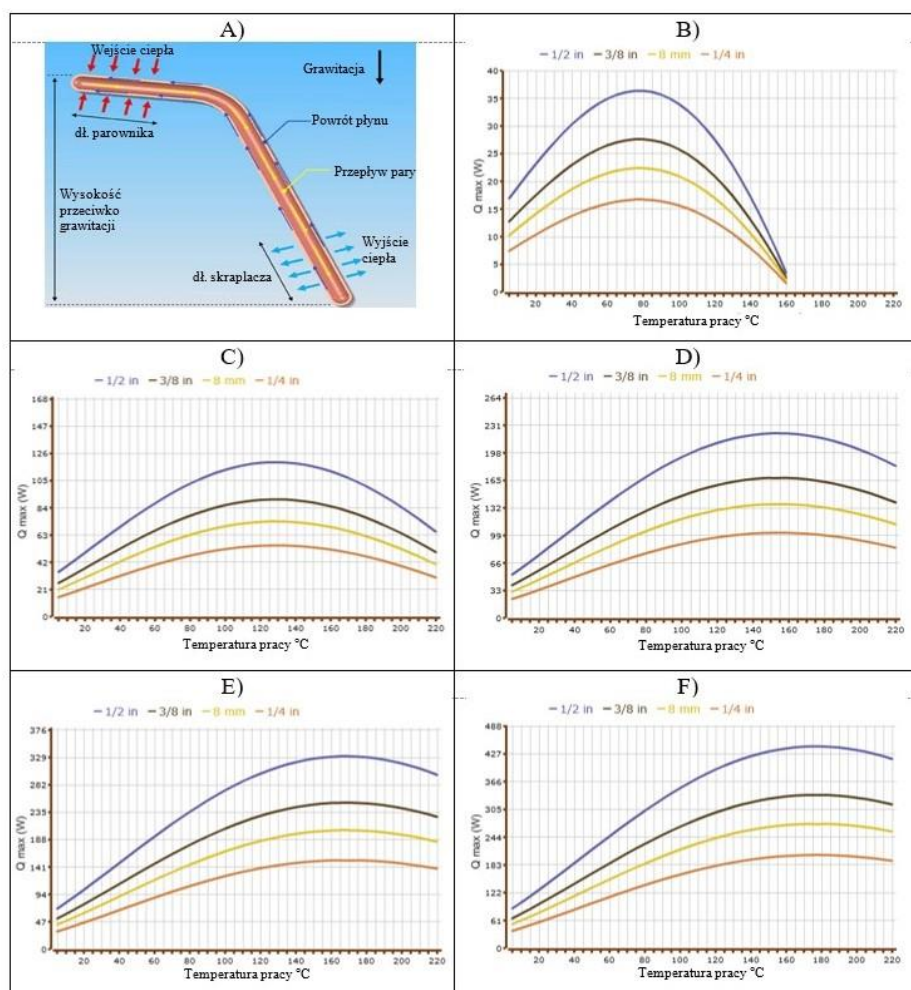 A)
Wejście ciepła
Grawitacja
dł. parownika
Powrót płynu
Przepływ pary
Wysokość
przeciwko
grawitacji
Wyjście
ciepła
dł. skraplacza
B)
1/2 in 3/8 in 8 mm 1/4 in
Q max (W)
40
35
30
25
20
15
10
5
0
20 40 60 80 100 120 140 160 180 200 220
Temperatura pracy °C
C)
1/2 in 3/8 in 8 mm 1/4 in
Q max (W)
168
147
126
105
84
63
42
21
0
20 40 60 80 100 120 140 160 180 200 220
Temperatura pracy °C
D)
1/2 in 3/8 in 8 mm 1/4 in
Q max (W)
264
231
198
165
132
99
66
33
0
20 40 60 80 100 120 140 160 180 200 220
Temperatura pracy °C
E)
1/2 in 3/8 in 8 mm 1/4 in
Q max (W)
376
329
282
235
188
141
94
47
0
20 40 60 80 100 120 140 160 180 200 220
Temperatura pracy °C
F)
1/2 in 3/8 in 8 mm 1/4 in
Q max (W)
488
427
366
305
244
183
122
61
0
20 40 60 80 100 120 140 160 180 200 220
Temperatura pracy °C